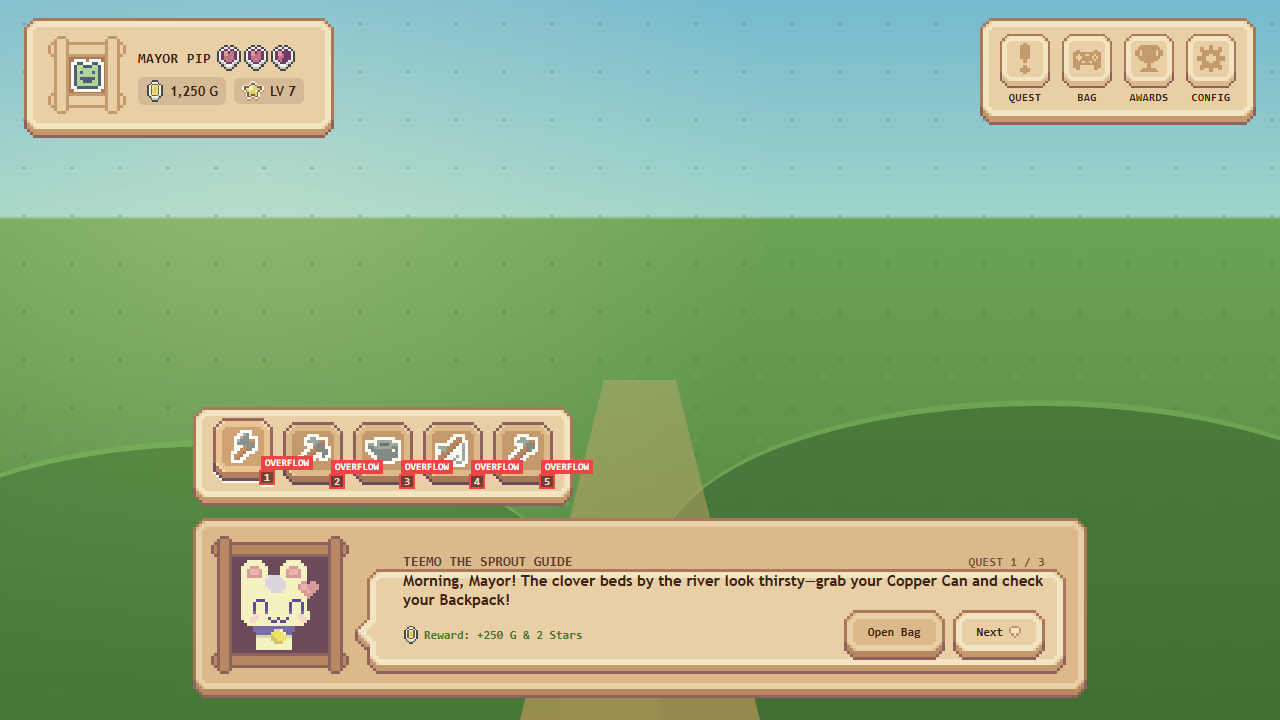 MAYOR PIP
1,250 G
LV 7
QUEST
BAG
AWARDS
CONFIG
OVERFLOW
OVERFLOW
OVERFLOW
OVERFLOW
OVERFLOW
1
2
3
4
5
TEEMO THE SPROUT GUIDE
QUEST 1 / 3
Morning, Mayor! The clover beds by the river look thirsty—grab your Copper Can and check
your Backpack!
Reward: +250 G & 2 Stars
Open Bag
Next